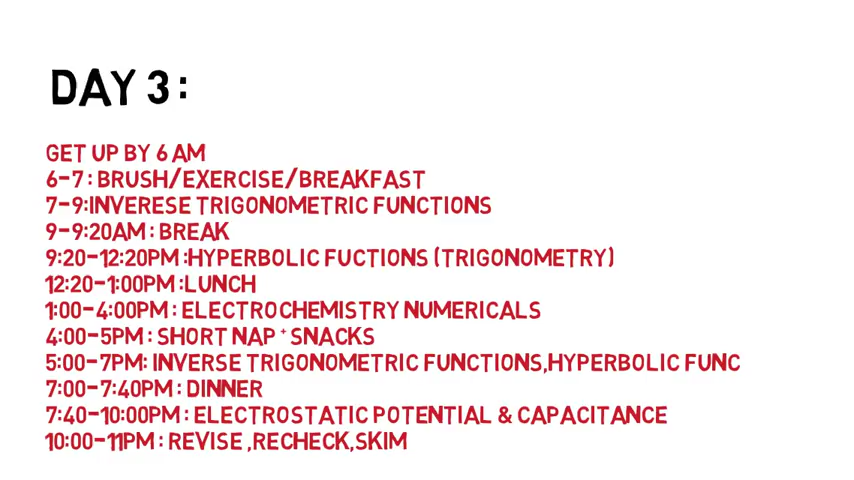 DAY 3:
GET UP BY 6 AM
6-7: BRUSH/EXERCISE/BREAKFAST
7-9:INVERESE TRIGONOMETRIC FUNCTIONS
9-9:20AM: BREAK
9:20-12:20PM :HYPERBOLIC FUCTIONS (TRIGONOMETRY)
12:20-1:00PM :LUNCH
1:00-4:00PM: ELECTROCHEMISTRY NUMERICALS
4:00-5PM: SHORT NAP + SNACKS
5:00-7PM: INVERSE TRIGONOMETRIC FUNCTIONS,HYPERBOLIC FUNC
7:00-7:40PM: DINNER
7:40-10:00PM: ELECTROSTATIC POTENTIAL & CAPACITANCE
10:00-11PM: REVISE ,RECHECK,SKIM